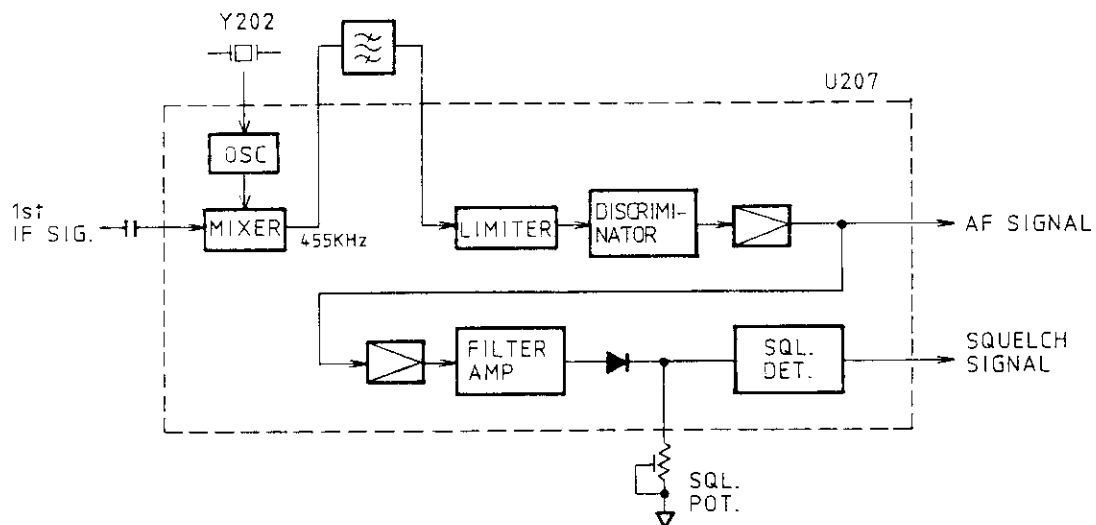 Y202
U207
OSC
1st
IF SIG.
MIXER
455KHz
LIMITER
DISCRIMI-
NATOR
AF SIGNAL
FILTER
AMP
SQL.
DET.
SQUELCH
SIGNAL
SQL.
POT.